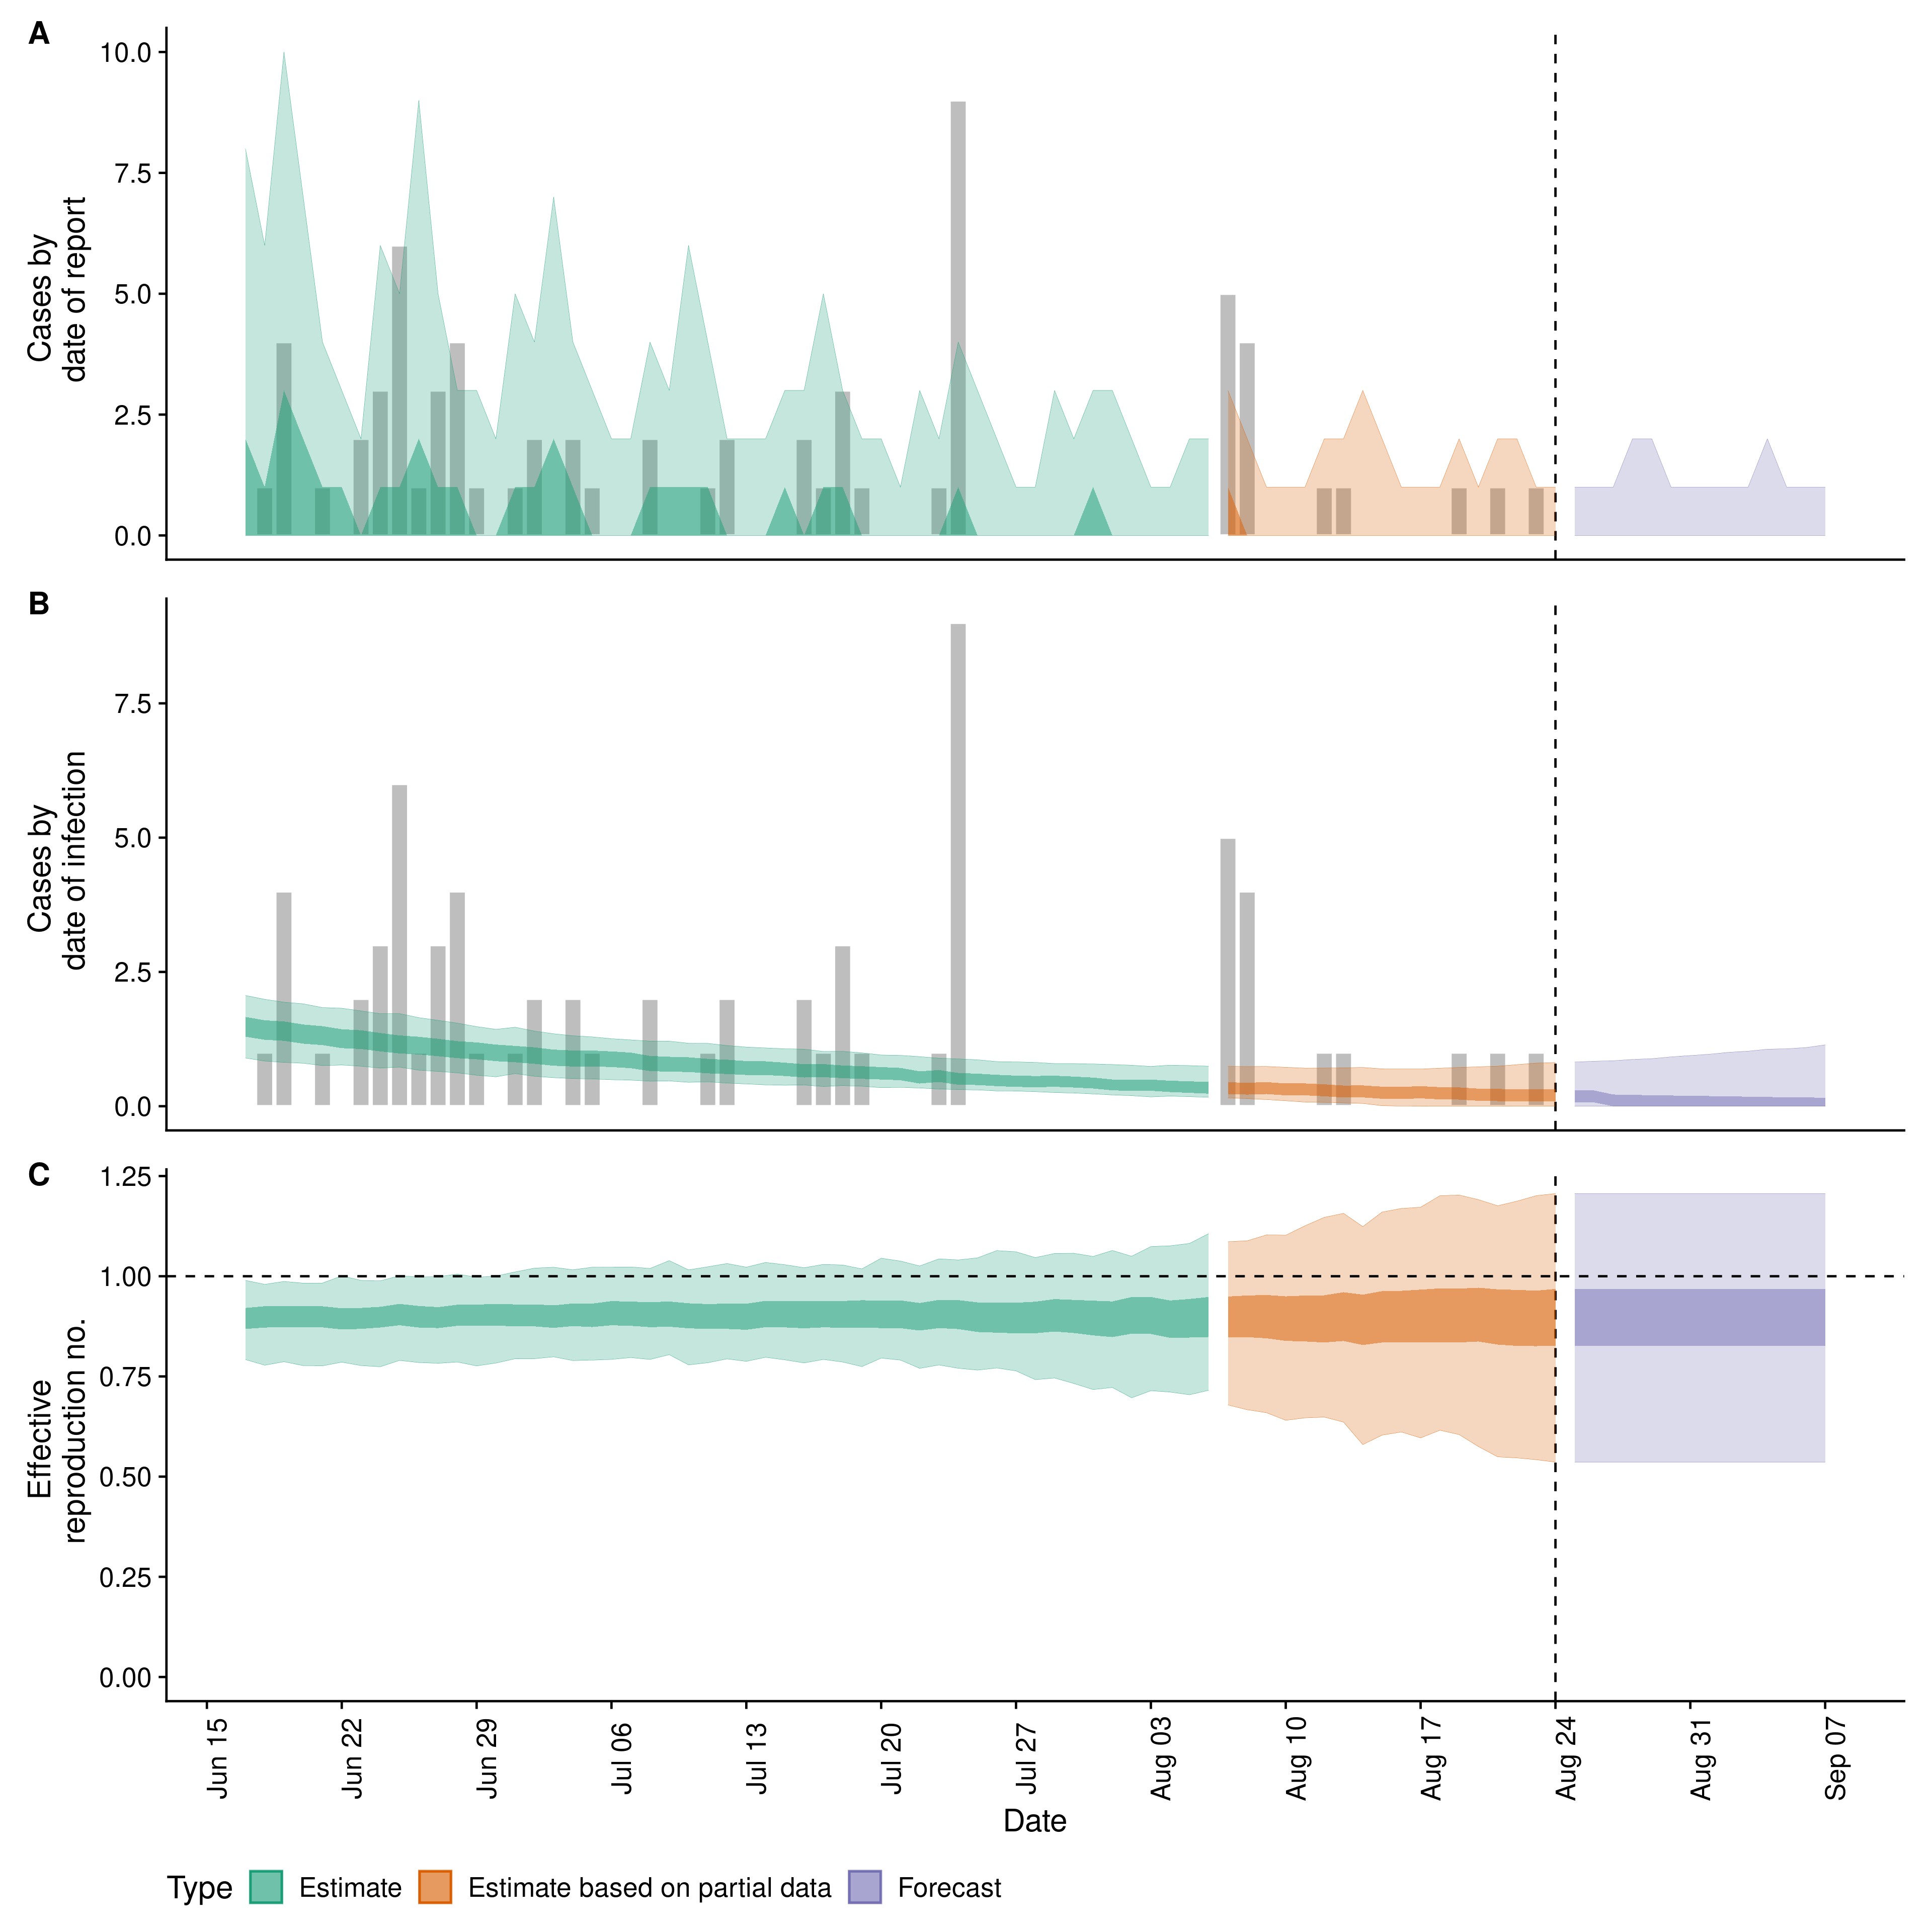 A
Cases by
date of report
10.0
7.5
5.0
2.5
0.0
B
Cases by
date of infection
7.5
5.0
2.5
0.0
C
Effective
reproduction no.
1.25
1.00
0.75
0.50
0.25
0.00
Jun 15
Jun 22
Jun 29
Jul 06
Jul 13
Jul 20
Jul 27
Aug 03
Aug 10
Aug 17
Aug 24
Aug 31
Sep 07
Date
Type Estimate Estimate based on partial data Forecast